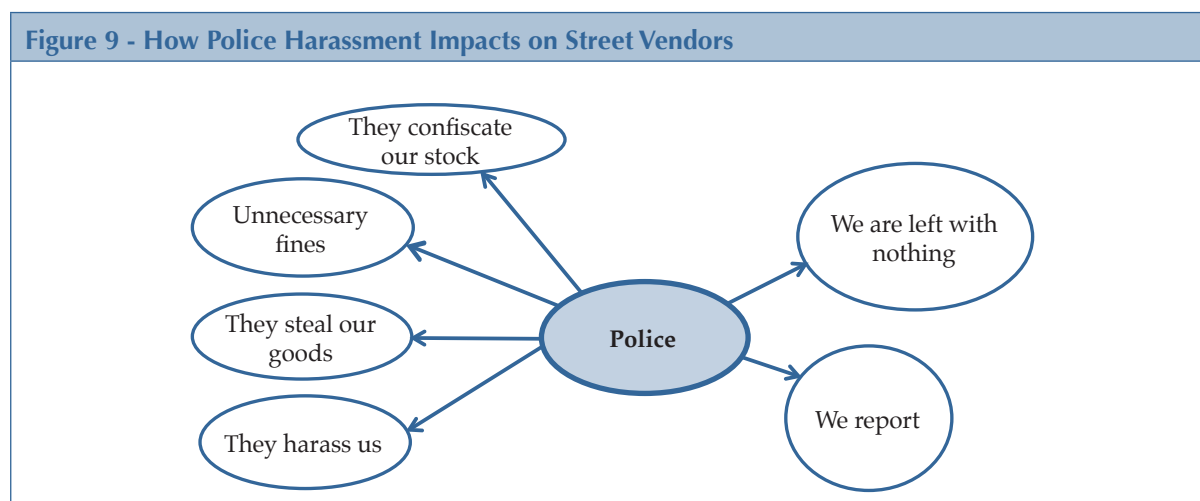 Figure 9 - How Police Harassment Impacts on Street Vendors
They confiscate
our stock
Unnecessary
fines
They steal our
goods
They harass us
Police
We are left with
nothing
We report